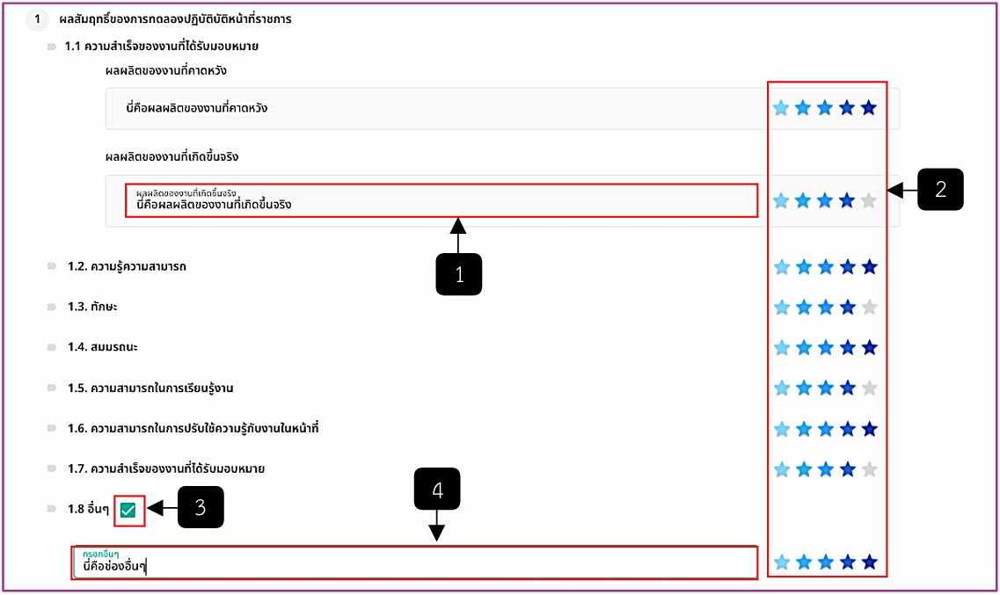 1 ผลสัมฤทธิ์ของการทดลองปฏิบัติบัติหน้าที่ราชการ
1.1 ความสำเร็จของงานที่ได้รับมอบหมาย
ผลผลิตของงานที่คาดหวัง
นี่คือผลผลิตของงานที่คาดหวัง
ผลผลิตของงานที่เกิดขึ้นจริง
ผลผลิตของงานที่เกิดขึ้นจริง
นี่คือผลผลิตของงานที่เกิดขึ้นจริง
2
1
1.2. ความรู้ความสามารถ
1.3. ทักษะ
1.4. สมมรถนะ
1.5. ความสามารถในการเรียนรู้งาน
1.6. ความสามารถในการปรับใช้ความรู้กับงานในหน้าที่
1.7. ความสำเร็จของงานที่ได้รับมอบหมาย
4
1.8 อื่นๆ
3
กรอกอื่นๆ
นี่คือช่องอื่นๆ